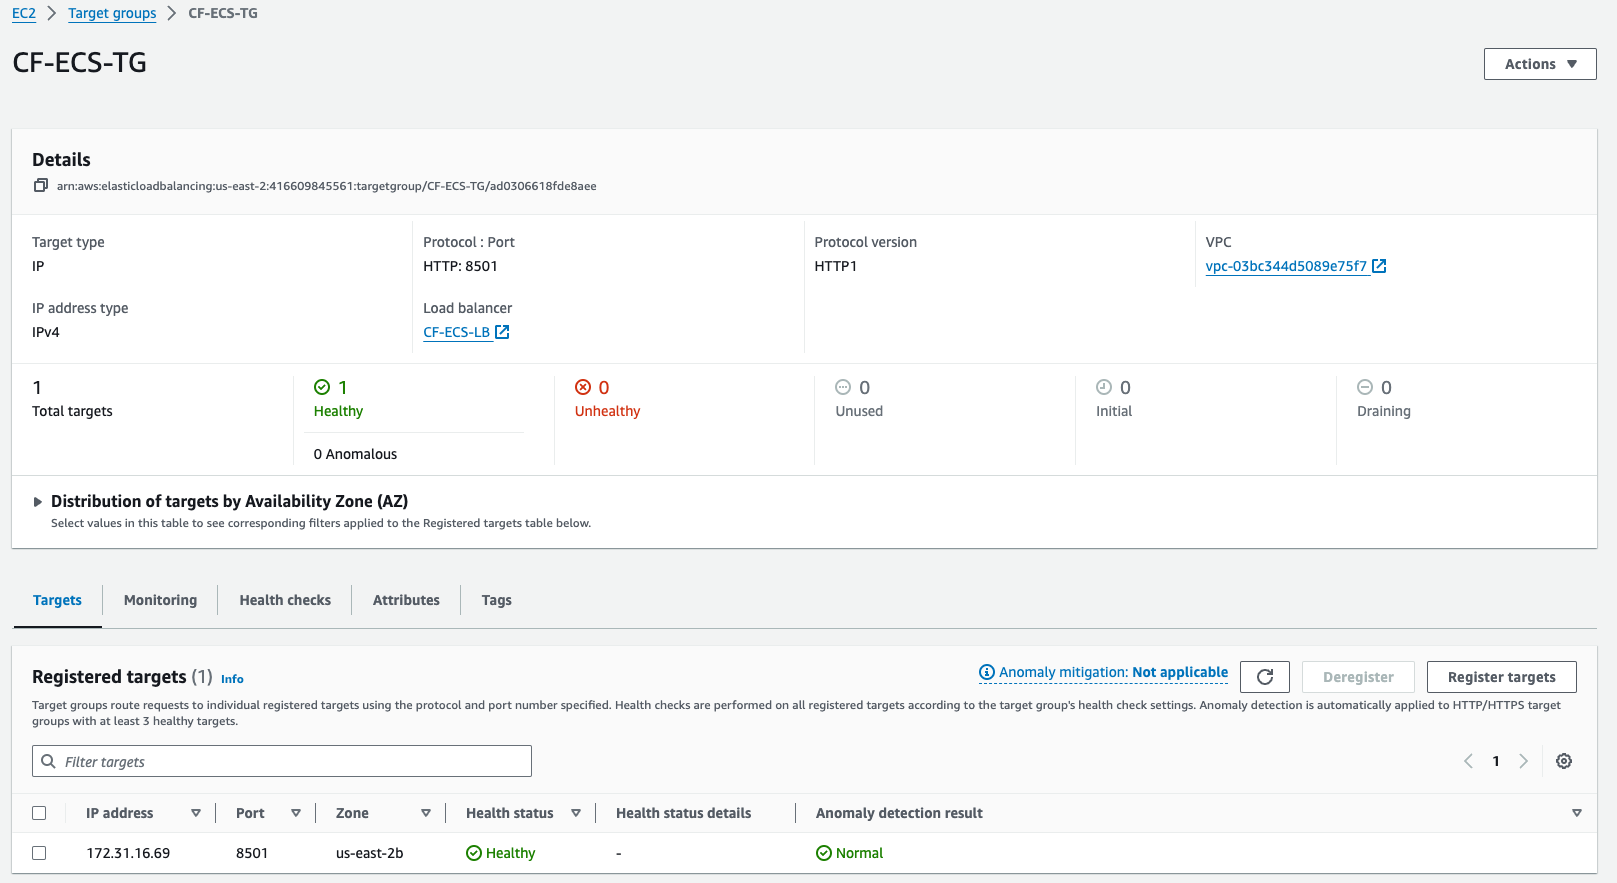 EC2 > Target groups > CF-ECS-TG
CF-ECS-TG
Actions
Details
arn:aws:elasticloadbalancing:us-east-2:416609845561:targetgroup/CF-ECS-TG/ad0306618fde8aee
Target type
IP
Protocol : Port
HTTP: 8501
Protocol version
HTTP1
VPC
vpc-03bc344d5089e75f7
IP address type
IPv4
Load balancer
CF-ECS-LB
1
Total targets
1
Healthy
0 Anomalous
0
Unhealthy
0
Unused
0
Initial
0
Draining
Distribution of targets by Availability Zone (AZ)
Select values in this table to see corresponding filters applied to the Registered targets table below.
Targets
Monitoring
Health checks
Attributes
Tags
Registered targets (1) Info
Anomaly mitigation: Not applicable
Deregister
Register targets
Target groups route requests to individual registered targets using the protocol and port number specified. Health checks are performed on all registered targets according to the target group's health check settings. Anomaly detection is automatically applied to HTTP/HTTPS target
groups with at least 3 healthy targets.
Filter targets
1
IP address Port Zone Health status Health status details Anomaly detection result
172.31.16.69 8501 us-east-2b Healthy - Normal